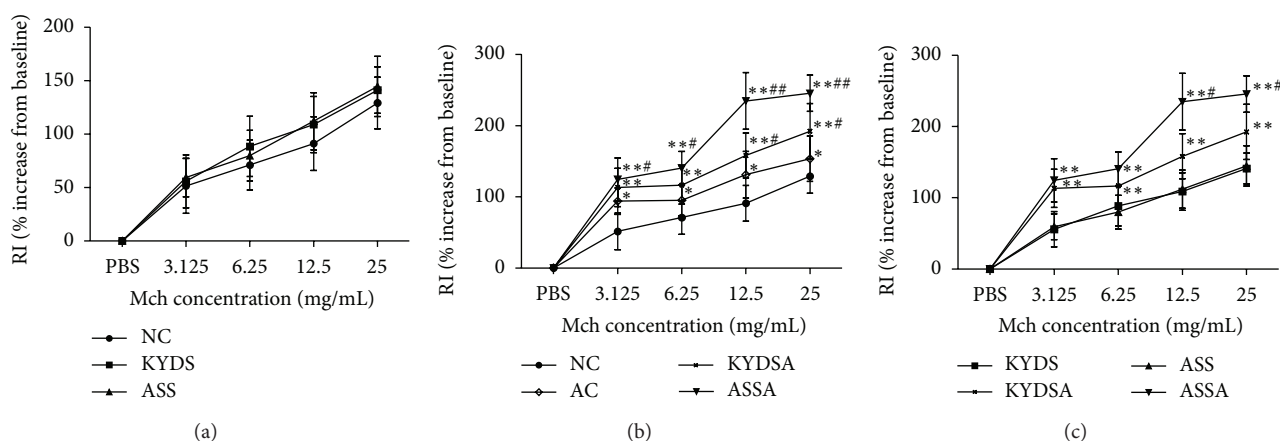 200
150
100
50
0
RI (% increase from baseline)
PBS 3.125 6.25 12.5 25
Mch concentration (mg/mL)
NC
KYDS
ASS
(a)
300
200
100
0
RI (% increase from baseline)
**#
**
*
**#
**
*
**##
**#
*
**##
**#
*
PBS 3.125 6.25 12.5 25
Mch concentration (mg/mL)
NC KYDSA
AC ASSA
(b)
300
200
100
0
RI (% increase from baseline)
**
**
**
**
**#
**
**#
**
PBS 3.125 6.25 12.5 25
Mch concentration (mg/mL)
KYDS ASS
KYDSA ASSA
(c)